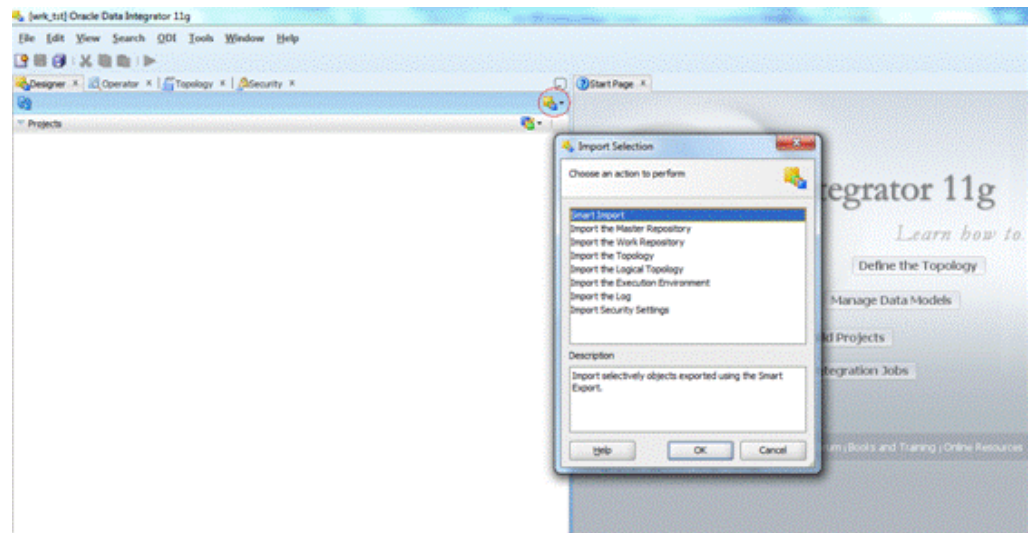 [wrk_tst] Oracle Data Integrator 11g
File Edit View Search ODI Tools Window Help
Designer Operator Topology Security
Start Page
Projects
Import Selection
Choose an action to perform
Smart Import
Import the Master Repository
Import the Work Repository
Import the Topology
Import the Logical Topology
Import the Execution Environment
Import the Log
Import Security Settings
Description
Import selectively objects exported using the Smart
Export.
Help OK Cancel
egrator 11g
Learn how to
Define the Topology
Manage Data Models
ld Projects
tegration Jobs
rum | Books and Training | Online Resources